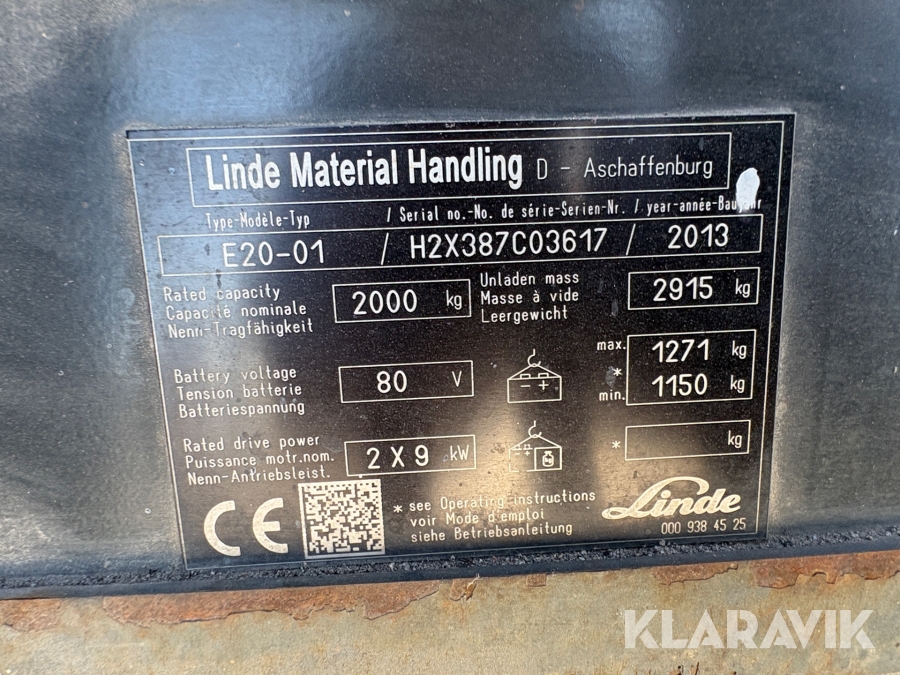 Linde Material Handling D - Aschaffenburg
Type-Modèle-Typ / Serial no.-No. de série-Serien-Nr. / year-année-Baujahr
E20-01 / H2X387C03617 / 2013
Rated capacity
Capacité nominale
Nenn-Tragfähigkeit
2000 kg
Unladen mass
Masse à vide
Leergewicht
2915 kg
Battery voltage
Tension batterie
Batteriespannung
80 V
- +
max. 1271 kg
*
min. 1150 kg
Rated drive power
Puissance motr.nom.
Nenn-Antriebsleist.
2 X 9 kW
* kg
CE
* see Operating instructions
voir Mode d'emploi
siehe Betriebsanleitung
Linde
000 938 45 25
KLARAVIK